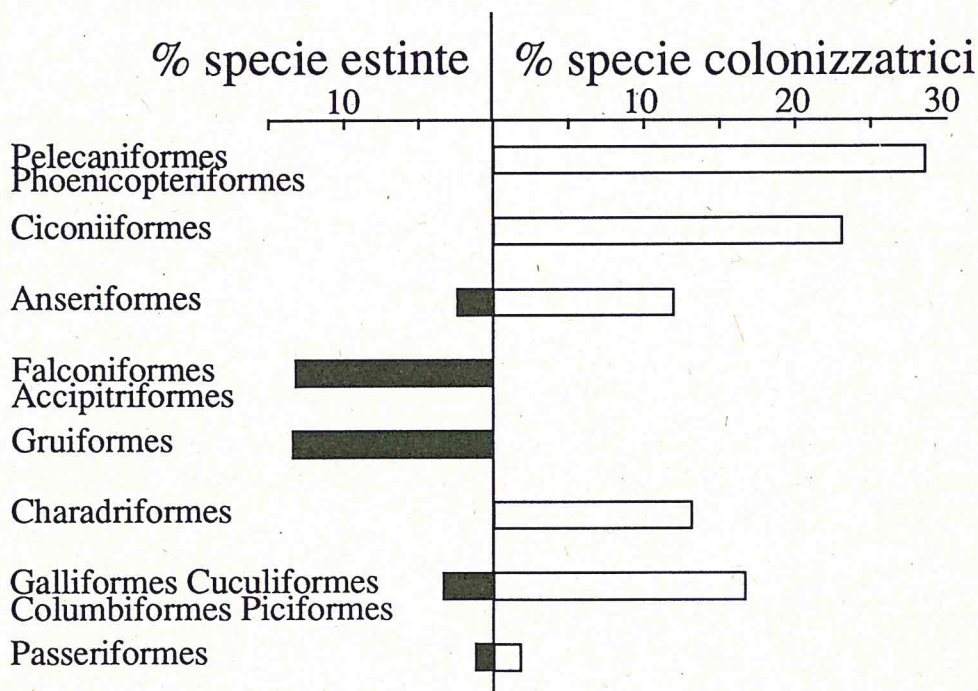 % specie estinte % specie colonizzatrici
10 10 20 30
Pelecaniformes
Phoenicopteriformes
Ciconiiformes
Anseriformes
Falconiformes
Accipitriformes
Gruiformes
Charadriformes
Galliformes Cuculiformes
Columbiformes Piciformes
Passeriformes